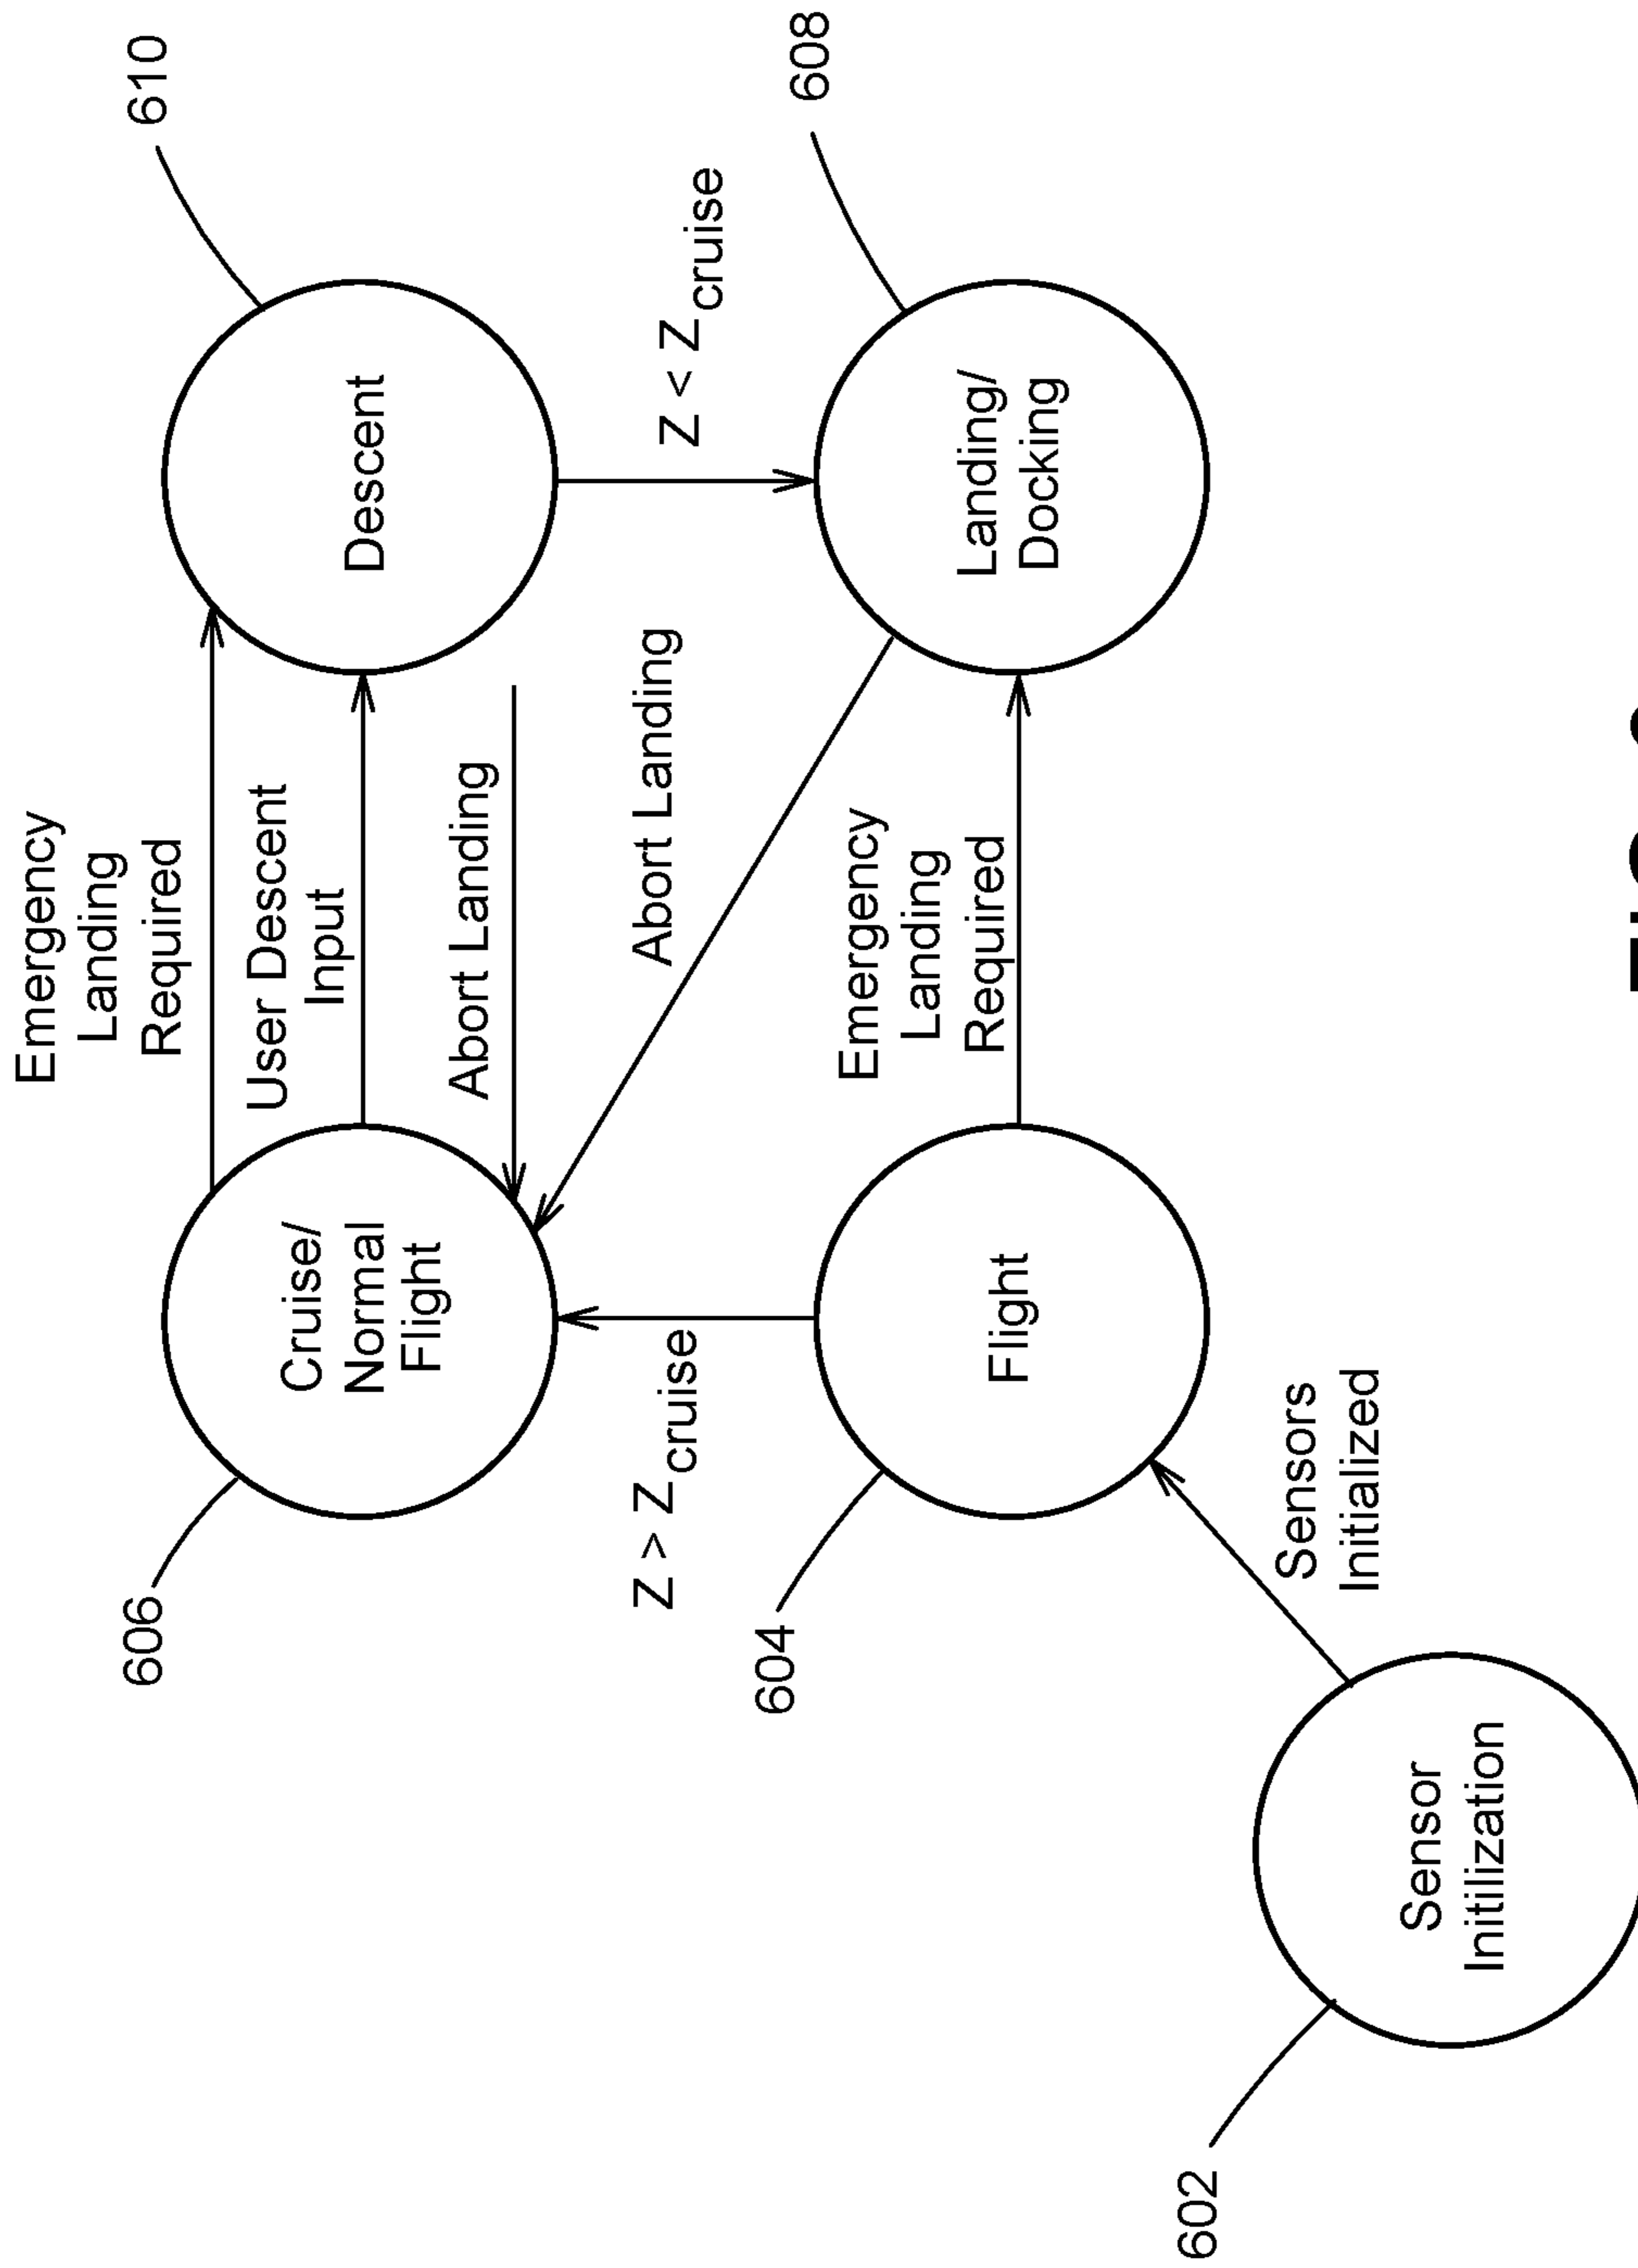 Emergency
Landing
Required
606
610
User Descent
Input
Cruise/
Normal
Flight
Descent
Abort Landing
Abort Landing
Z > Zcruise
Z < Zcruise
604
608
Emergency
Landing
Required
Flight
Landing/
Docking
602
Sensors
Initialized
Sensor
Initilization